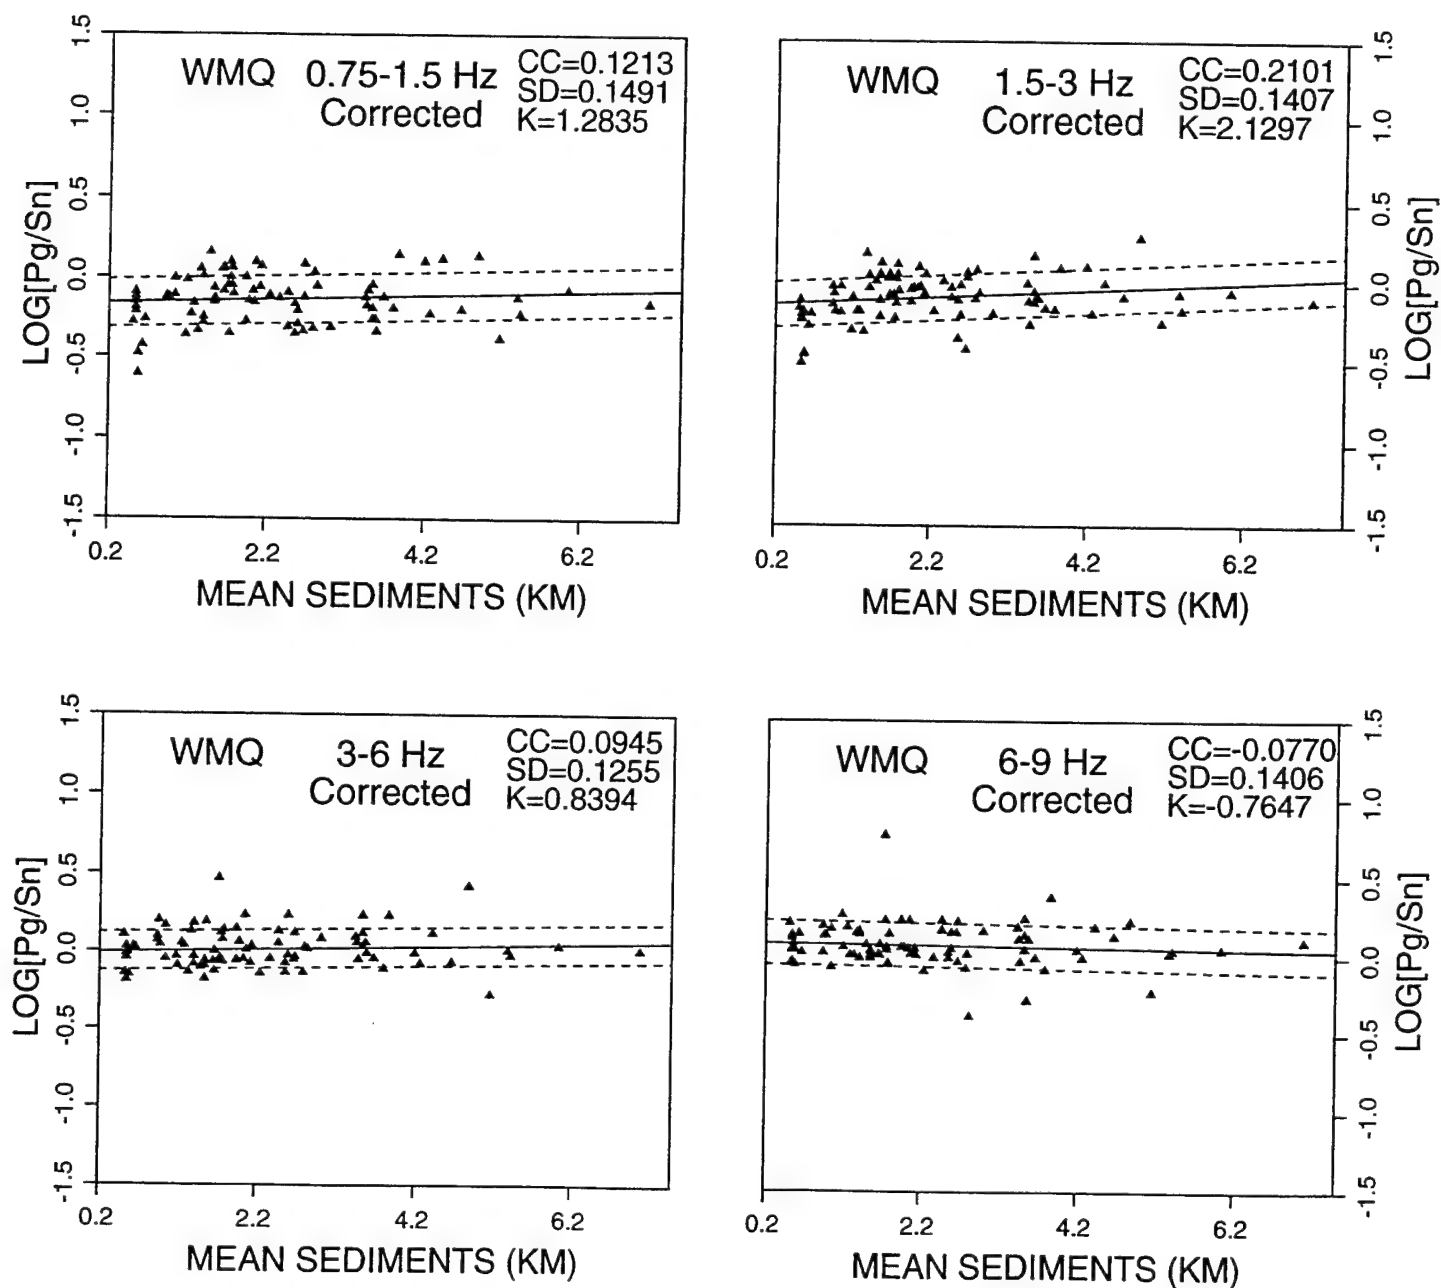 WMQ 0.75-1.5 Hz CC=0.1213
Corrected SD=0.1491
K=1.2835
LOG[Pg/Sn]
1.5
1.0
0.5
0.0
-0.5
-1.0
-1.5
0.2 2.2 4.2 6.2
MEAN SEDIMENTS (KM)
WMQ 1.5-3 Hz CC=0.2101
Corrected SD=0.1407
K=2.1297
1.5
1.0
0.5
0.0
-0.5
-1.0
-1.5
LOG[Pg/Sn]
0.2 2.2 4.2 6.2
MEAN SEDIMENTS (KM)
WMQ 3-6 Hz CC=0.0945
Corrected SD=0.1255
K=0.8394
LOG[Pg/Sn]
1.5
1.0
0.5
0.0
-0.5
-1.0
-1.5
0.2 2.2 4.2 6.2
MEAN SEDIMENTS (KM)
WMQ 6-9 Hz CC=-0.0770
Corrected SD=0.1406
K=-0.7647
1.5
1.0
0.5
0.0
-0.5
-1.0
-1.5
LOG[Pg/Sn]
0.2 2.2 4.2 6.2
MEAN SEDIMENTS (KM)